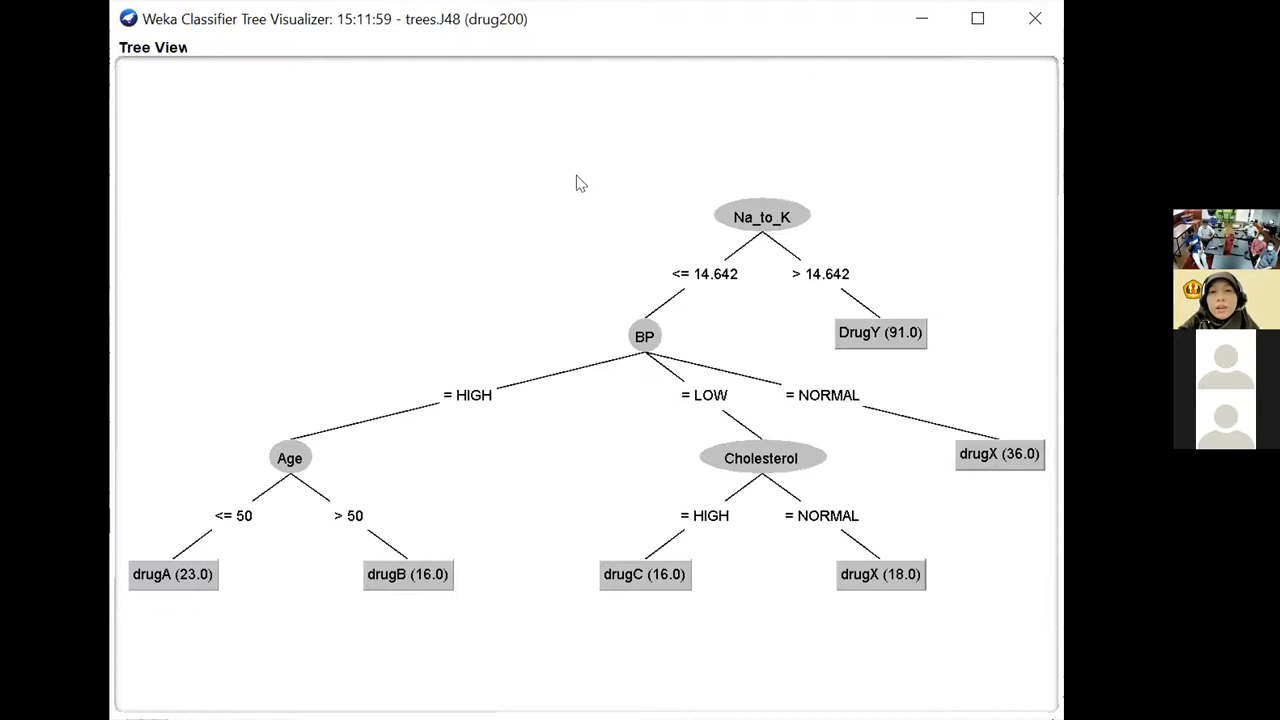 Weka Classifier Tree Visualizer: 15:11:59 - trees.J48 (drug200)
Tree View
Na_to_K
<= 14.642
> 14.642
BP
DrugY (91.0)
= HIGH
= LOW
= NORMAL
Age
Cholesterol
drugX (36.0)
<= 50
> 50
= HIGH
= NORMAL
drugA (23.0)
drugB (16.0)
drugC (16.0)
drugX (18.0)